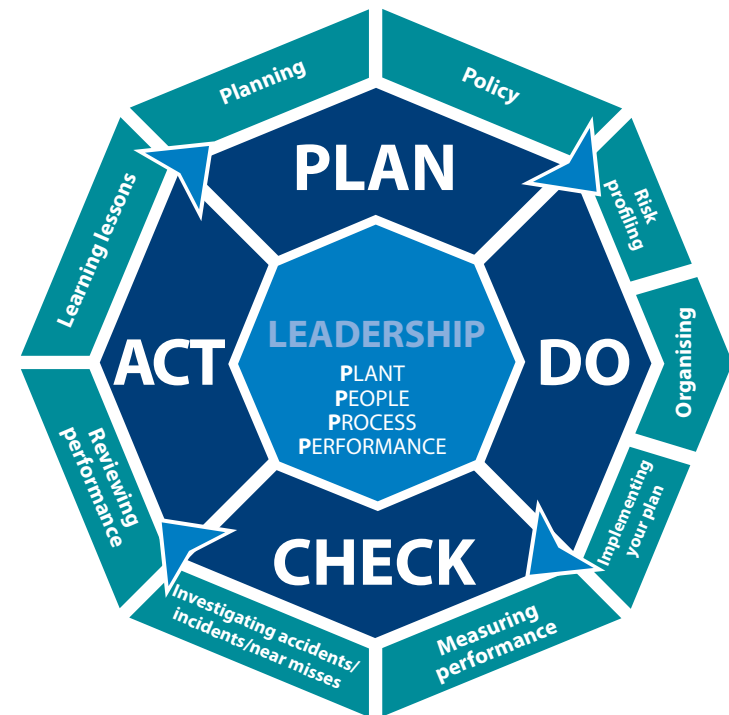 Planning
Policy
PLAN
Risk
profiling
Learning lessons
LEADERSHIP
PLANT
PEOPLE
PROCESS
PERFORMANCE
ACT
DO
Organising
Reviewing
performance
Implementing
your plan
CHECK
Investigating accidents/
incidents/near misses
Measuring
performance